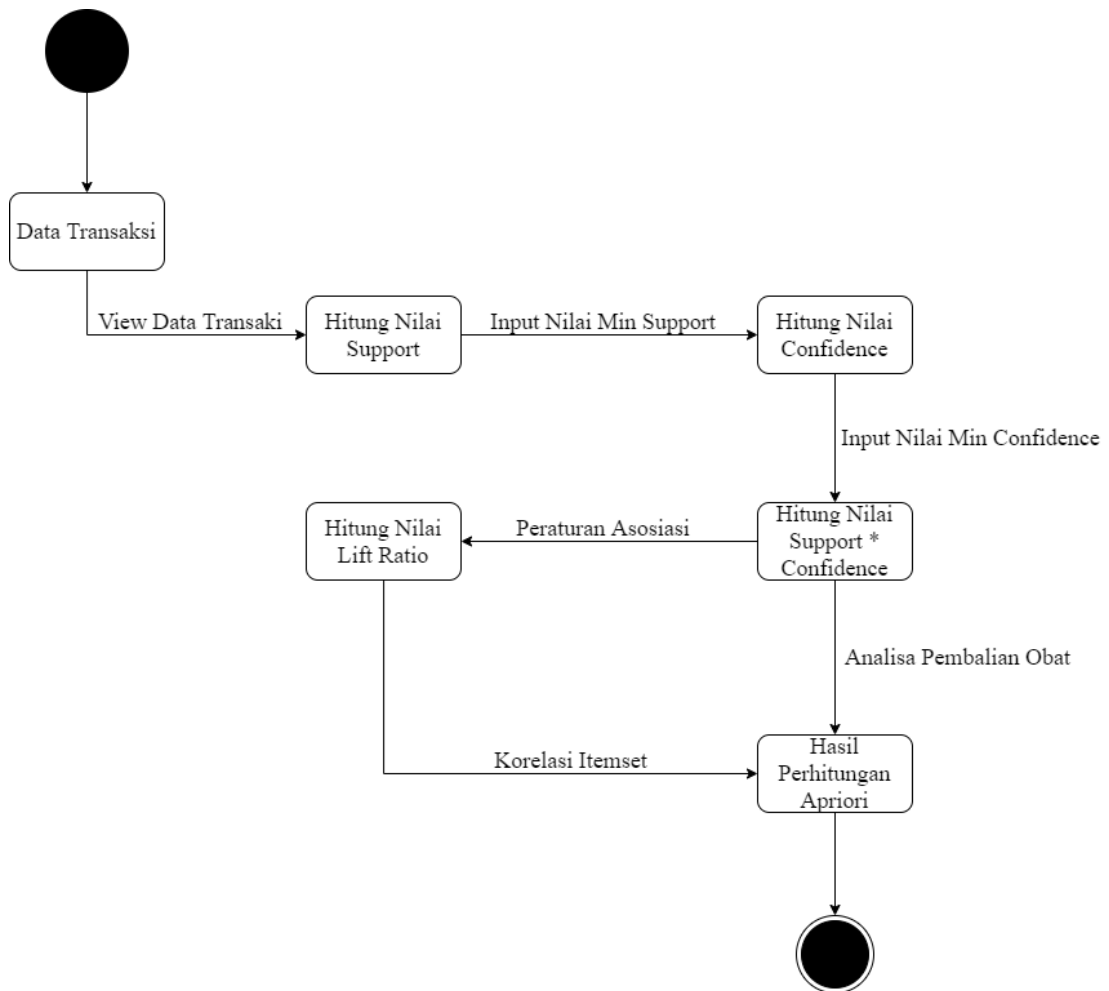 Data Transaksi
View Data Transaki
Hitung Nilai
Support
Input Nilai Min Support
Hitung Nilai
Confidence
Input Nilai Min Confidence
Hitung Nilai
Support *
Confidence
Peraturan Asosiasi
Hitung Nilai
Lift Ratio
Analisa Pembalian Obat
Korelasi Itemset
Hasil
Perhitungan
Apriori